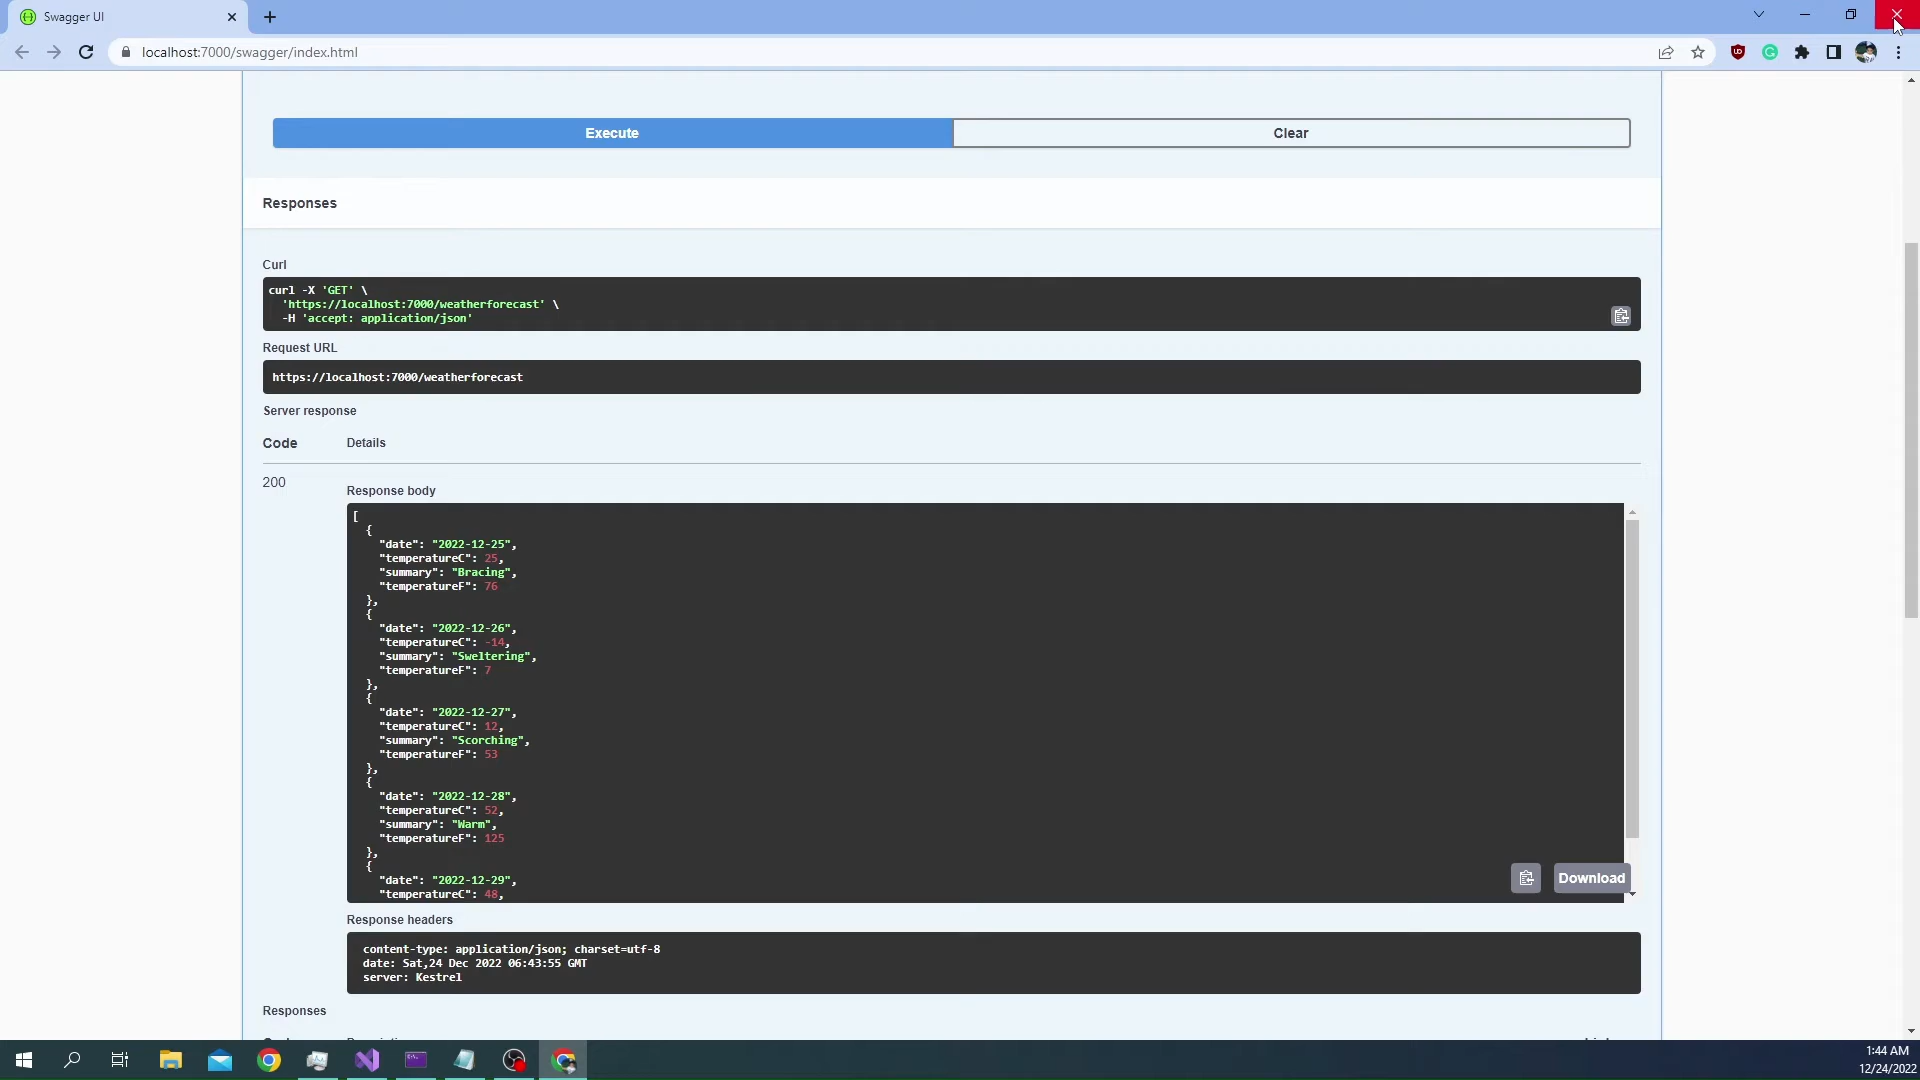 Swagger UI
localhost:7000/swagger/index.html
Execute
Clear
Responses
Curl
curl -X 'GET' \
'https://localhost:7000/weatherforecast' \
-H 'accept: application/json'
Request URL
https://localhost:7000/weatherforecast
Server response
Code
Details
200
Response body
[
{
"date": "2022-12-25",
"temperatureC": 25,
"summary": "Bracing",
"temperatureF": 76
},
{
"date": "2022-12-26",
"temperatureC": -14,
"summary": "Sweltering",
"temperatureF": 7
},
{
"date": "2022-12-27",
"temperatureC": 12,
"summary": "Scorching",
"temperatureF": 53
},
{
"date": "2022-12-28",
"temperatureC": 52,
"summary": "Warm",
"temperatureF": 125
},
{
"date": "2022-12-29",
"temperatureC": 48,
Download
Response headers
content-type: application/json; charset=utf-8
date: Sat,24 Dec 2022 06:43:55 GMT
server: Kestrel
Responses
1:44 AM
12/24/2022